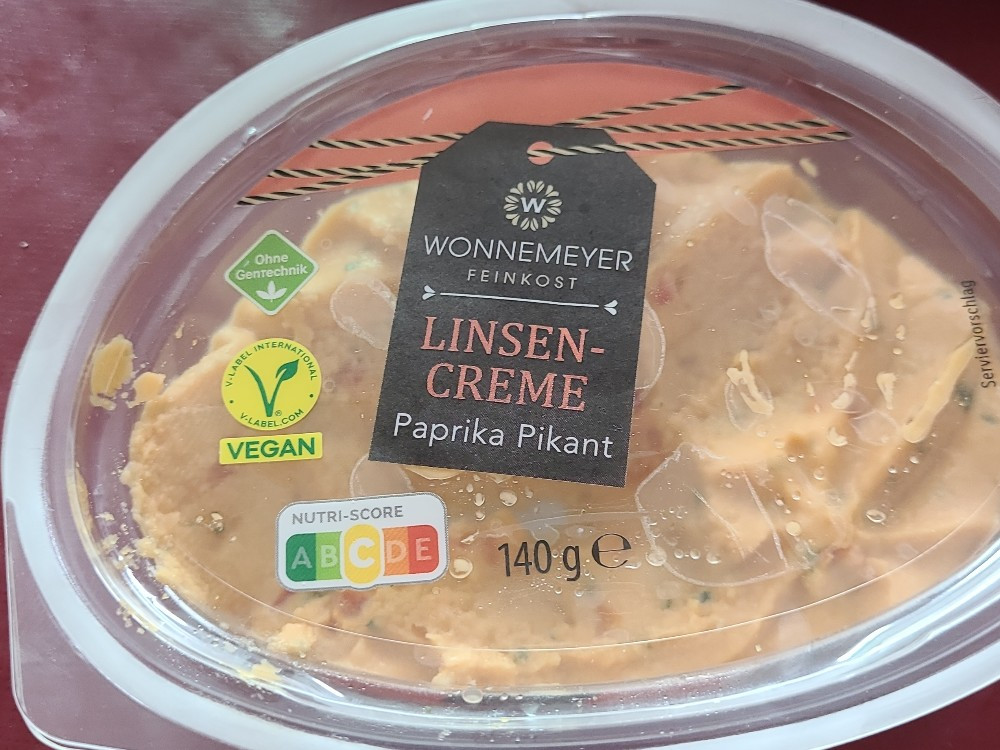 W
WONNEMEYER
FEINKOST
LINSEN-
CREME
Paprika Pikant
Ohne
GenTechnik
V-LABEL INTERNATIONAL
V-LABEL.COM
®
VEGAN
NUTRI-SCORE
A B C D E
140 g ℮
Serviervorschlag